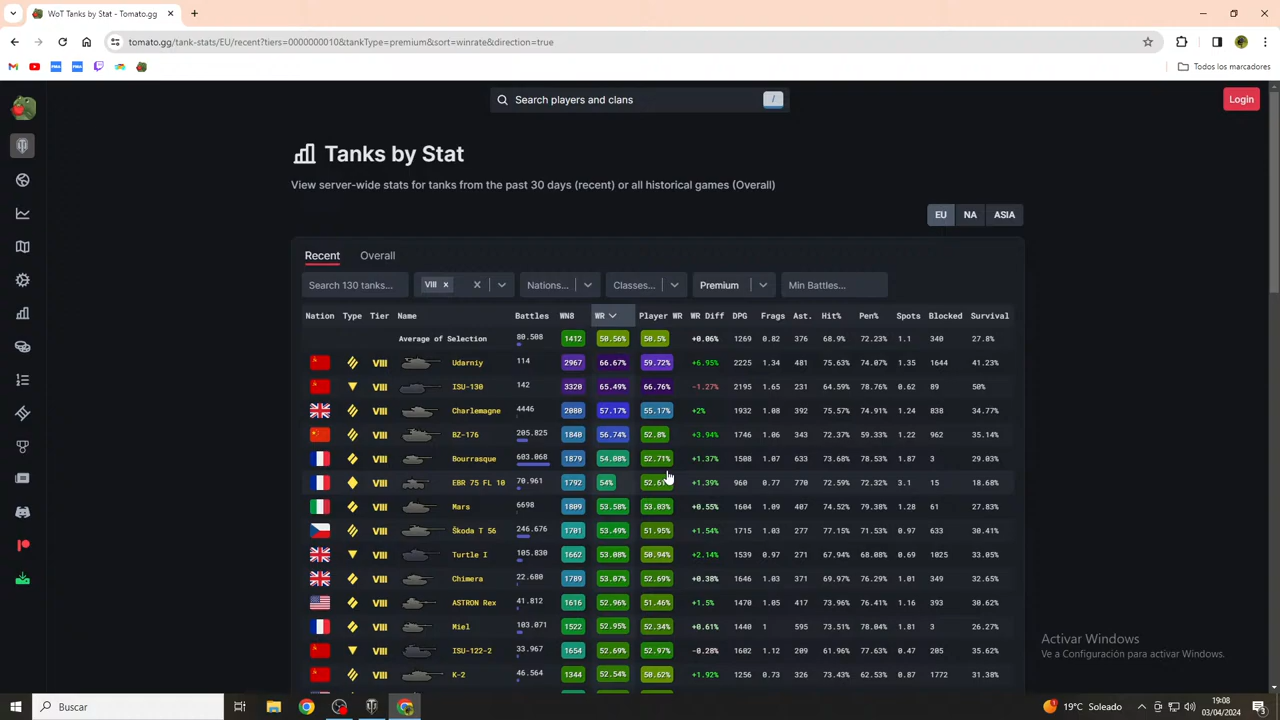 WoT Tanks by Stat - Tomato.gg
tomato.gg/tank-stats/EU/recent?tiers=0000000010&tankType=premium&sort=winrate&direction=true
Todos los marcadores
Search players and clans /
Login
Tanks by Stat
View server-wide stats for tanks from the past 30 days (recent) or all historical games (Overall)
EU NA ASIA
Recent Overall
Search 130 tanks... VIII Nations... Classes... Premium Min Battles...
Nation Type Tier Name Battles WN8 WR Player WR WR Diff DPG Frags Ast. Hit% Pen% Spots Blocked Survival
Average of Selection 80.508 1412 50.56% 50.5% +0.06% 1269 0.82 376 68.9% 72.23% 1.1 340 27.8%
VIII Udarniy 114 2967 66.67% 59.72% +6.95% 2225 1.34 481 75.63% 74.07% 1.35 1644 41.23%
VIII ISU-130 142 3320 65.49% 66.76% -1.27% 2195 1.65 231 64.59% 78.76% 0.62 89 50%
VIII Charlemagne 4446 2080 57.17% 55.17% +2% 1932 1.08 392 75.57% 74.91% 1.24 838 34.77%
VIII BZ-176 205.825 1840 56.74% 52.8% +3.94% 1746 1.06 343 72.37% 59.33% 1.22 962 35.14%
VIII Bourrasque 603.068 1879 54.08% 52.71% +1.37% 1508 1.07 633 73.68% 78.53% 1.87 3 29.03%
VIII EBR 75 FL 10 70.961 1792 54% +1.39% 960 0.77 770 72.59% 72.32% 3.1 15 18.68%
VIII Mars 6698 1809 53.58% 53.03% +0.55% 1664 1.09 407 74.52% 79.38% 1.28 61 27.83%
VIII Škoda T 56 246.676 1701 53.49% 51.95% +1.54% 1714 1.03 277 77.15% 71.53% 0.97 633 30.41%
VIII Turtle I 105.830 1662 53.08% 50.94% +2.14% 1539 0.97 271 67.94% 68.08% 0.69 1025 33.05%
VIII Chimera 22.680 1789 53.07% 52.69% +0.38% 1646 1.03 371 69.97% 76.29% 1.01 349 32.65%
VIII ASTRON Rex 41.812 1616 52.96% 51.46% +1.5% 1470 1.05 417 73.96% 76.41% 1.16 393 30.62%
VIII Miel 103.071 1522 52.95% 52.34% +0.61% 1440 1 595 73.51% 78.04% 1.81 3 26.27%
VIII ISU-122-2 33.967 1654 52.69% 52.97% -0.28% 1602 1.12 209 61.96% 77.63% 0.47 205 35.62%
VIII K-2 46.564 1344 52.54% 50.62% +1.92% 1326 0.73 326 73.43% 62.53% 0.87 1772 31.38%
Activar Windows
Ve a Configuración para activar Windows.
Buscar
19°C Soleado
19:08
03/04/2024